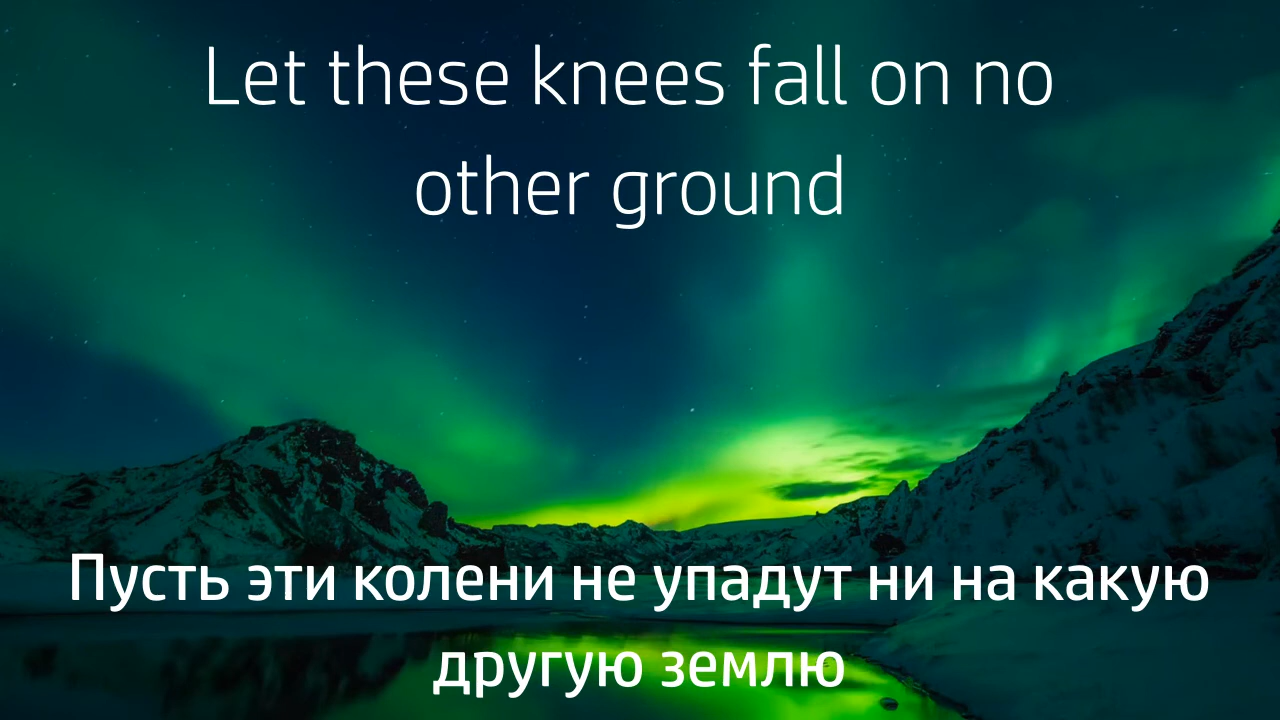 Let these knees fall on no
other ground
Пусть эти колени не упадут ни на какую
другую землю